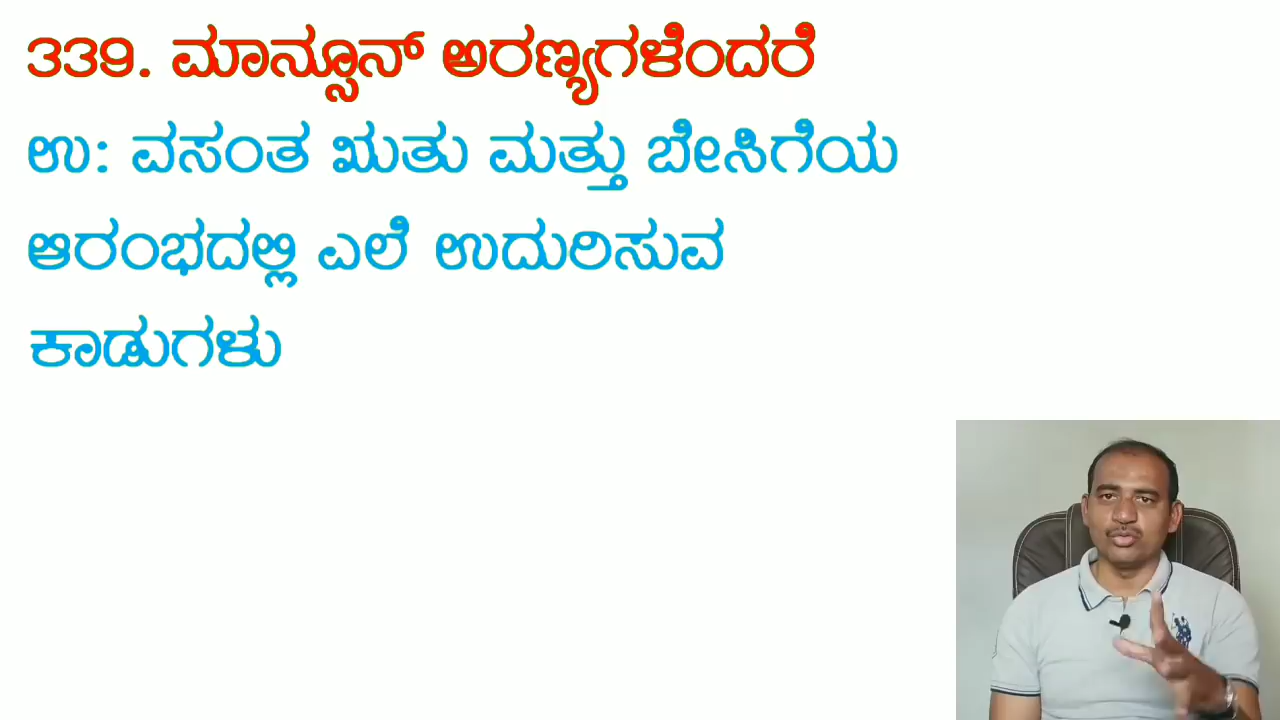 339. ಮಾನ್ಸೂನ್ ಅರಣ್ಯಗಳೆಂದರೆ
ಉ: ವಸಂತ ಋತು ಮತ್ತು ಬೇಸಿಗೆಯ
ಆರಂಭದಲ್ಲಿ ಎಲೆ ಉದುರಿಸುವ
ಕಾಡುಗಳು